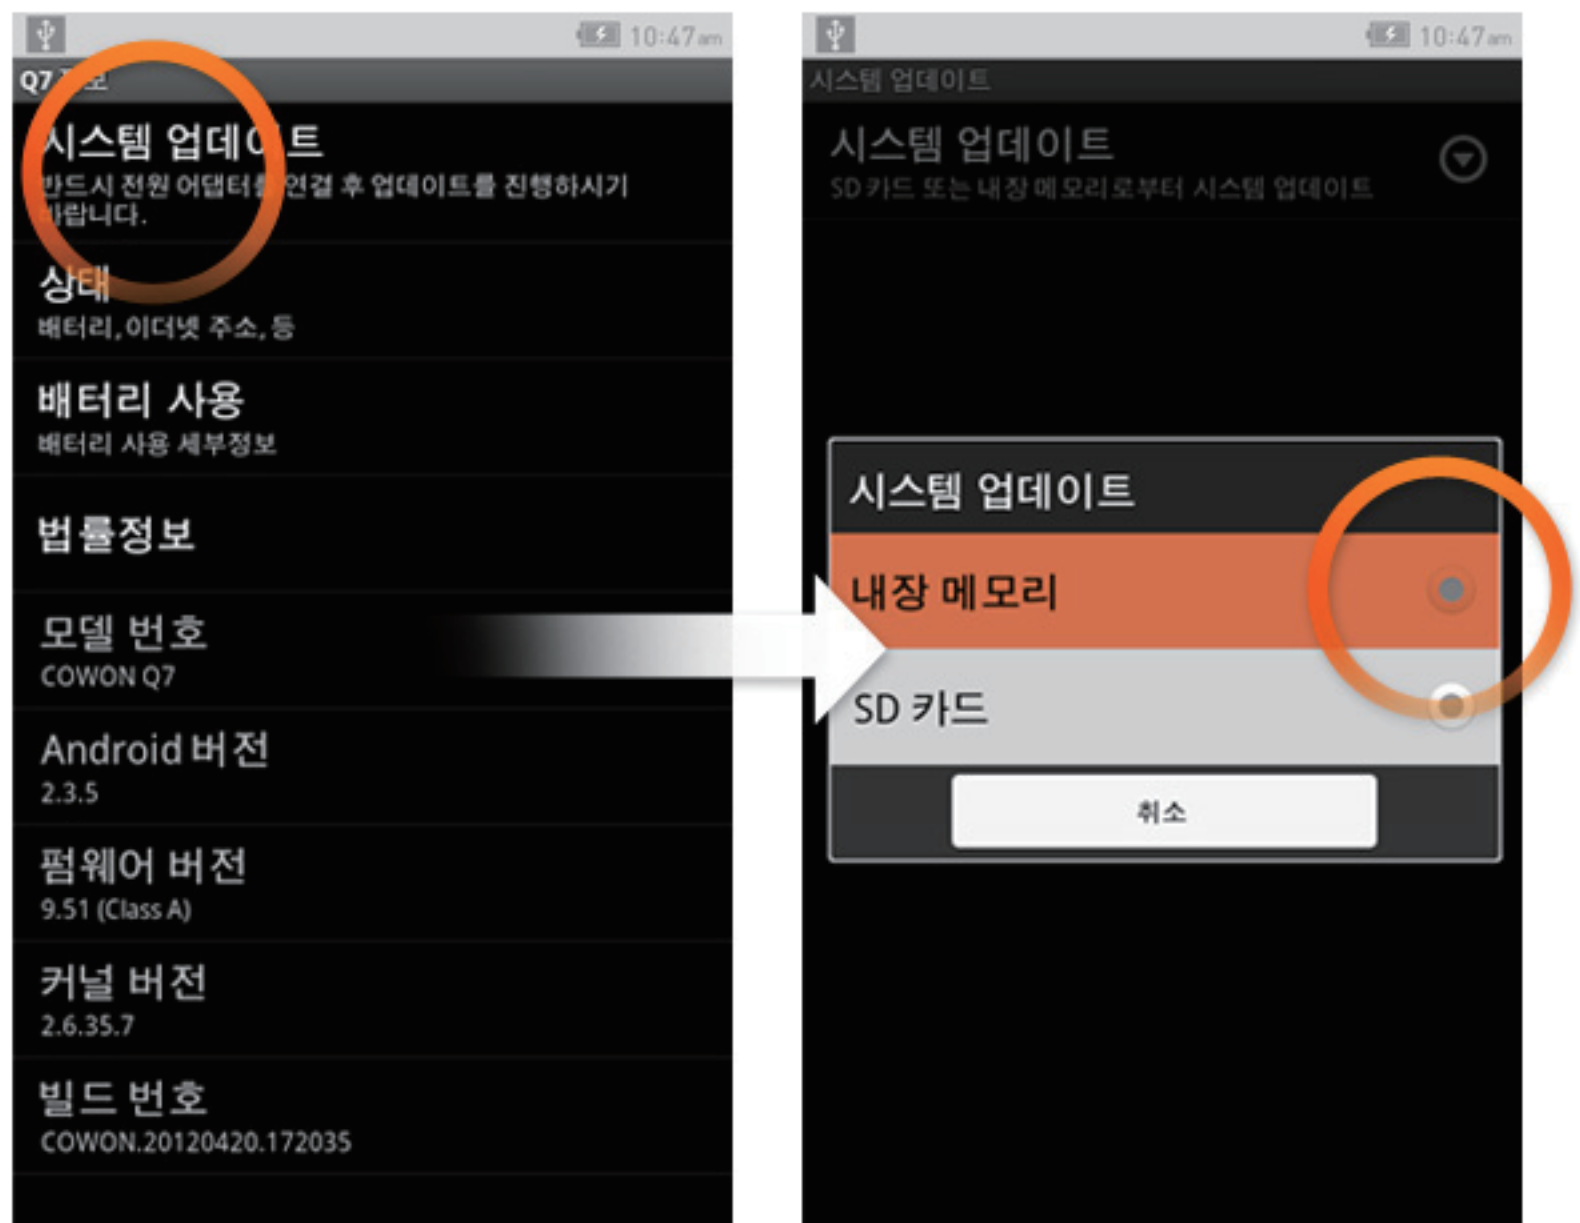 10:47am
Q7 정보
시스템 업데이트
반드시 전원 어댑터를 연결 후 업데이트를 진행하시기
바랍니다.
상태
배터리, 이더넷 주소, 등
배터리 사용
배터리 사용 세부정보
법률정보
모델 번호
COWON Q7
Android 버전
2.3.5
펌웨어 버전
9.51 (Class A)
커널 버전
2.6.35.7
빌드 번호
COWON.20120420.172035
10:47am
시스템 업데이트
시스템 업데이트
SD 카드 또는 내장 메모리로부터 시스템 업데이트
시스템 업데이트
내장 메모리
SD 카드
취소